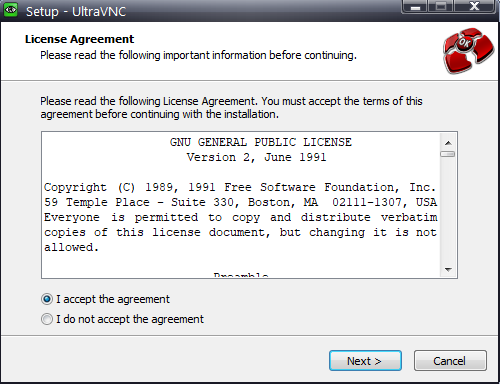 Setup - UltraVNC
License Agreement
Please read the following important information before continuing.
OK
Please read the following License Agreement. You must accept the terms of this
agreement before continuing with the installation.
GNU GENERAL PUBLIC LICENSE
Version 2, June 1991
Copyright (C) 1989, 1991 Free Software Foundation, Inc.
59 Temple Place - Suite 330, Boston, MA  02111-1307, USA
Everyone is permitted to copy and distribute verbatim
copies of this license document, but changing it is not
allowed.
Preamble
I accept the agreement
I do not accept the agreement
Next >
Cancel